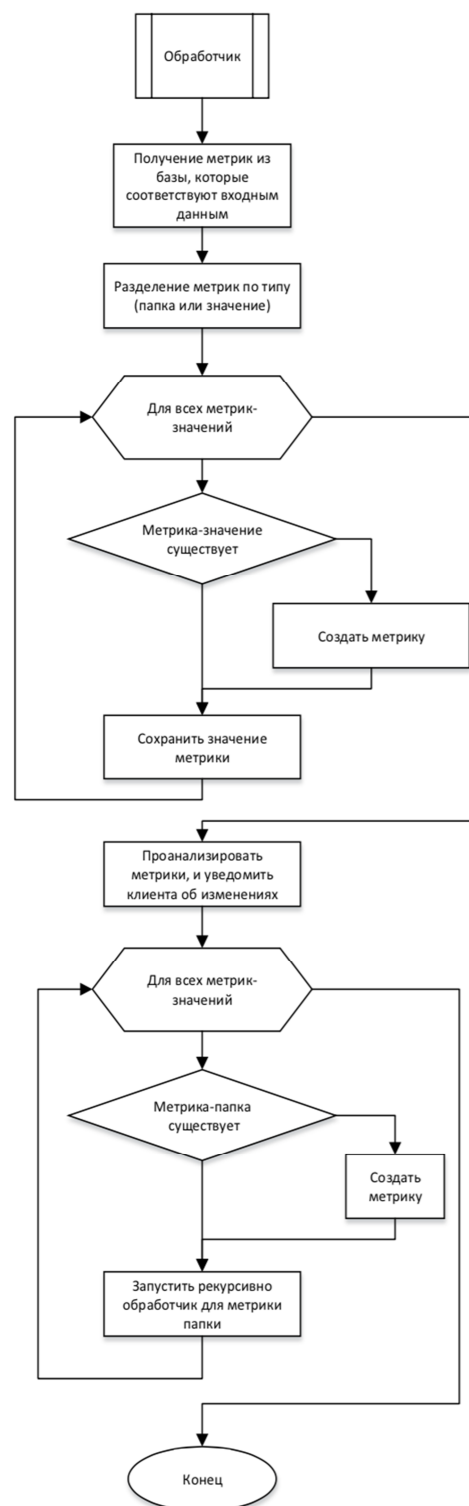 Обработчик
Получение метрик из
базы, которые
соответствуют входным
данным
Разделение метрик по типу
(папка или значение)
Для всех метрик-
значений
Метрика-значение
существует
Создать метрику
Сохранить значение
метрики
Проанализировать
метрики, и уведомить
клиента об изменениях
Для всех метрик-
значений
Метрика-папка
существует
Создать
метрику
Запустить рекурсивно
обработчик для метрики
папки
Конец